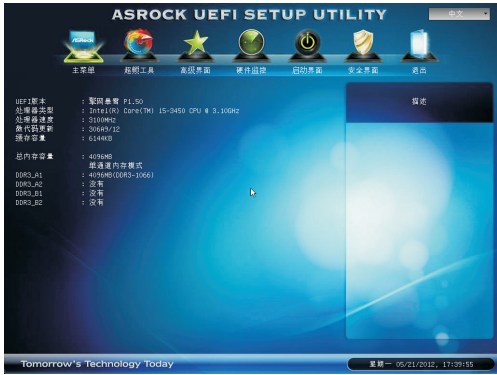 ASROCK UEFI SETUP UTILITY
中文
ASRock
主菜单 超频工具 高级界面 硬件监控 启动界面 安全界面 退出
UEFI版本 : 擎网悬臂 P1.50
处理器类型 : Intel(R) Core(TM) i5-3450 CPU @ 3.10GHz
处理器速度 : 3100MHz
微代码更新 : 306A9/12
缓存容量 : 6144KB
总内存容量 : 4096MB
单通道内存模式
DDR3_A1 : 4096MB(DDR3-1066)
DDR3_A2 : 没有
DDR3_B1 : 没有
DDR3_B2 : 没有
描述
Tomorrow's Technology Today
星期一 05/21/2012, 17:39:55